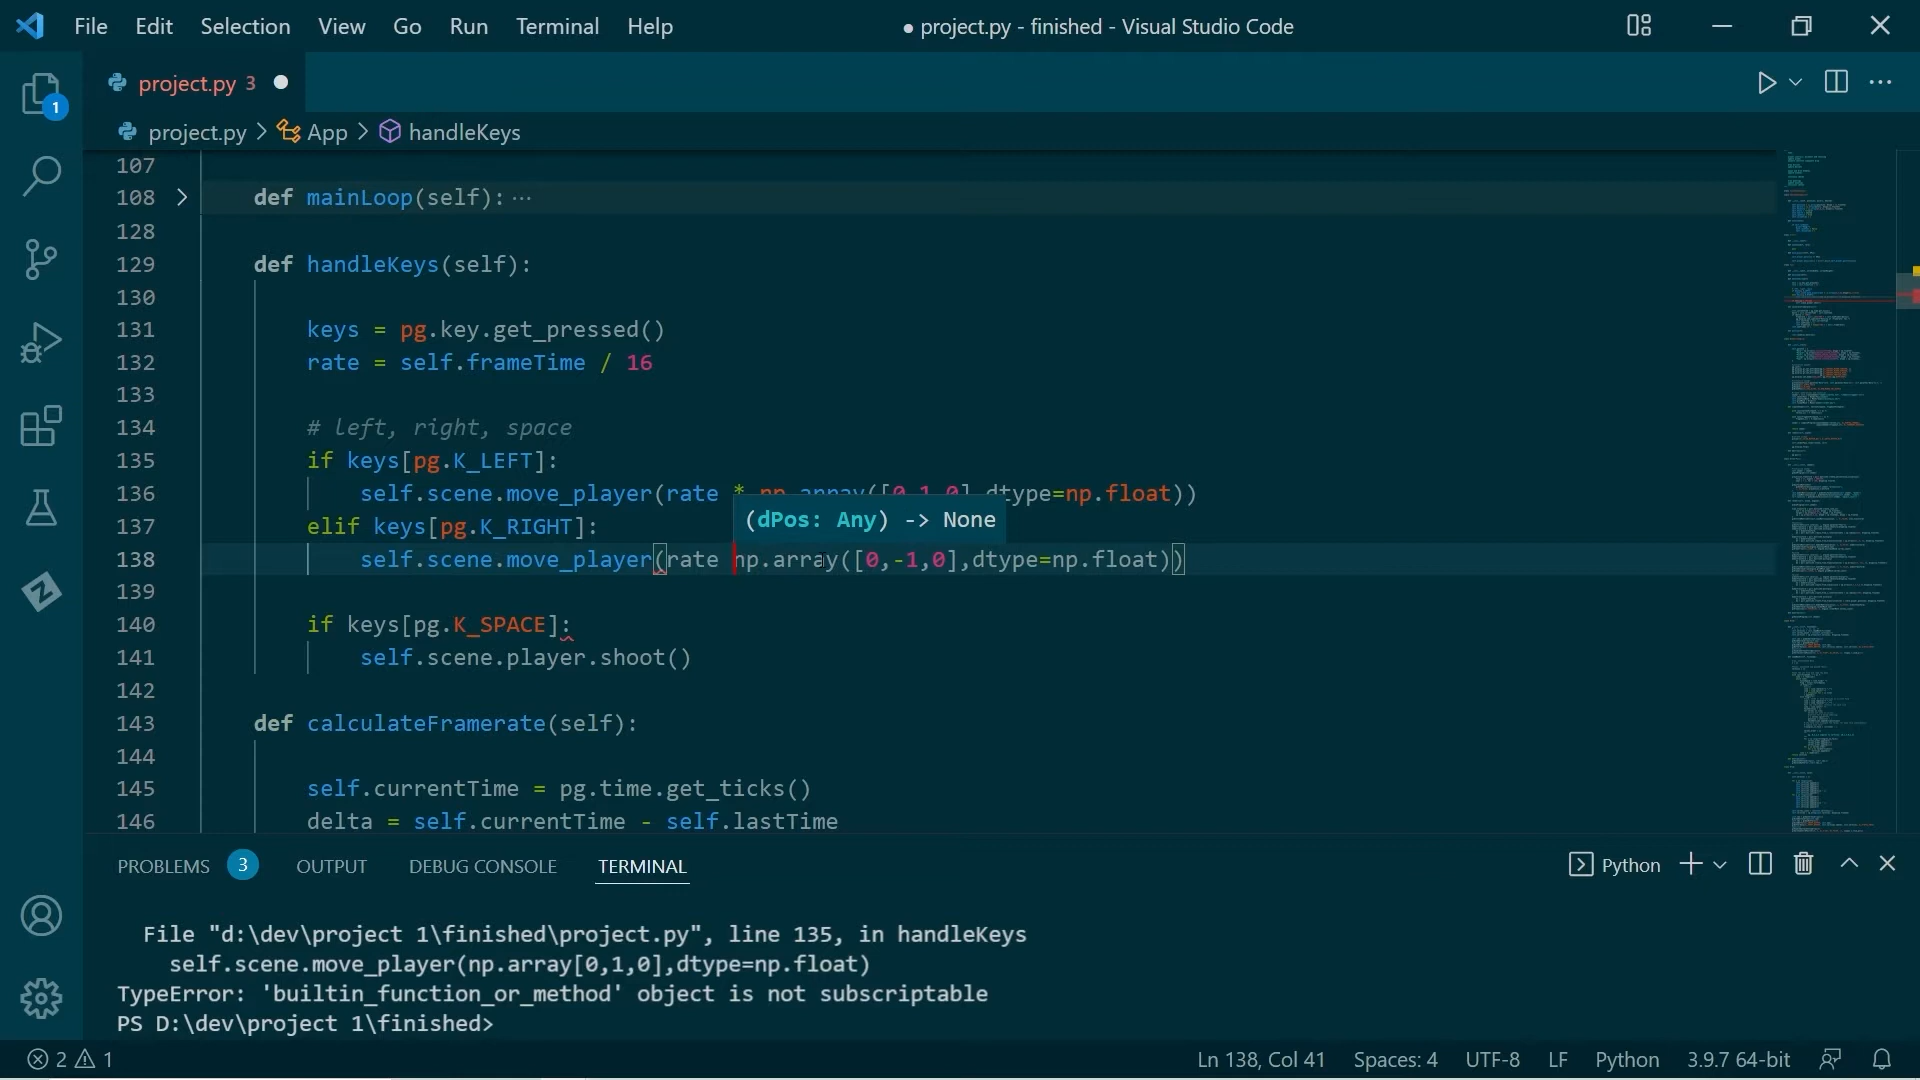 File Edit Selection View Go Run Terminal Help ● project.py - finished - Visual Studio Code
project.py 3
1
project.py > App > handleKeys
107
108 def mainLoop(self): ···
128
129 def handleKeys(self):
130
131 keys = pg.key.get_pressed()
132 rate = self.frameTime / 16
133
134 # left, right, space
135 if keys[pg.K_LEFT]:
136 self.scene.move_player(rate * np.array([0,1,0],dtype=np.float))
(dPos: Any) -> None
137 elif keys[pg.K_RIGHT]:
138 self.scene.move_player(rate np.array([0,-1,0],dtype=np.float))
139
140 if keys[pg.K_SPACE]:
141 self.scene.player.shoot()
142
143 def calculateFramerate(self):
144
145 self.currentTime = pg.time.get_ticks()
146 delta = self.currentTime - self.lastTime
PROBLEMS 3 OUTPUT DEBUG CONSOLE TERMINAL Python
File "d:\dev\project 1\finished\project.py", line 135, in handleKeys
self.scene.move_player(np.array[0,1,0],dtype=np.float)
TypeError: 'builtin_function_or_method' object is not subscriptable
PS D:\dev\project 1\finished>
2 1 Ln 138, Col 41 Spaces: 4 UTF-8 LF Python 3.9.7 64-bit